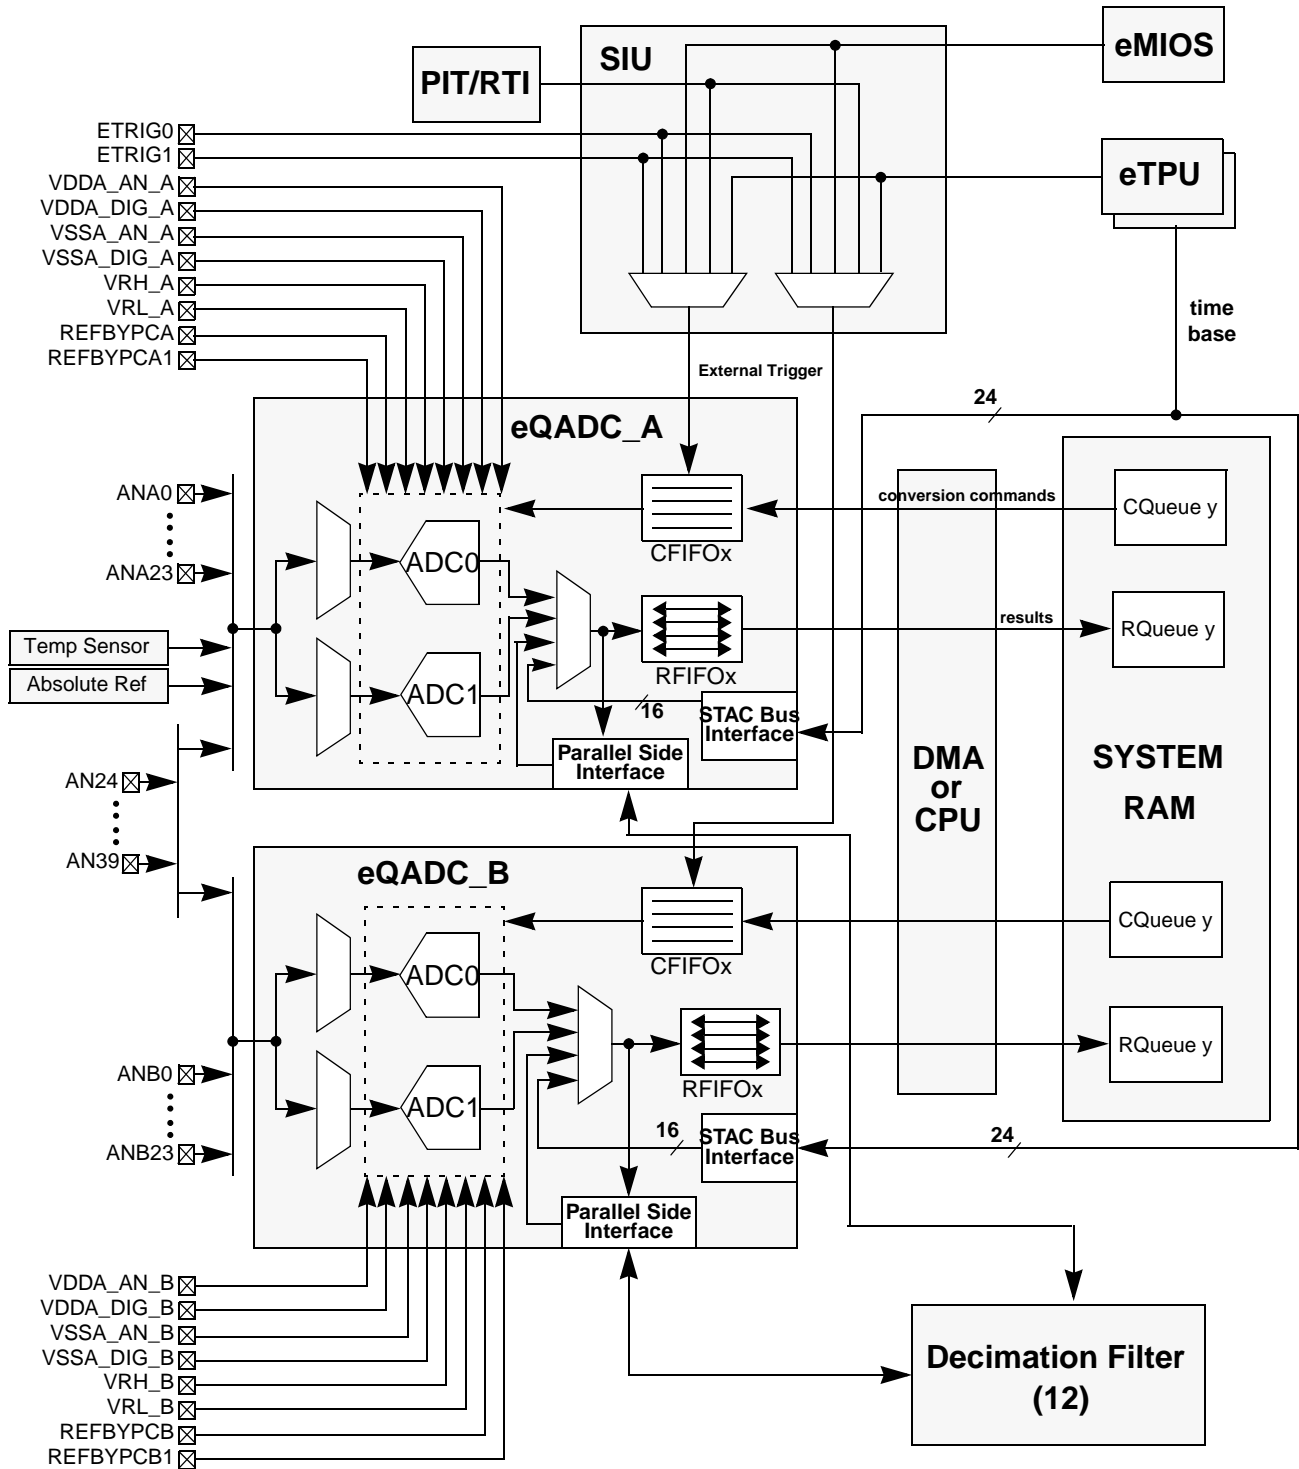 SIU
eMIOS
PIT/RTI
ETRIG0
ETRIG1
eTPU
VDDA_AN_A
VDDA_DIG_A
VSSA_AN_A
VSSA_DIG_A
VRH_A
VRL_A
REFBYPCA
REFBYPCA1
time
base
External Trigger
24
eQADC_A
ANA0
ANA23
conversion commands
CQueue y
CFIFOx
ADC0
results
RQueue y
RFIFOx
Temp Sensor
Absolute Ref
ADC1
16
STAC Bus
Interface
Parallel Side
Interface
DMA
or
CPU
SYSTEM
RAM
AN24
AN39
eQADC_B
CQueue y
CFIFOx
ADC0
RQueue y
RFIFOx
ANB0
ANB23
ADC1
16
STAC Bus
Interface
24
Parallel Side
Interface
VDDA_AN_B
VDDA_DIG_B
VSSA_AN_B
VSSA_DIG_B
VRH_B
VRL_B
REFBYPCB
REFBYPCB1
Decimation Filter
(12)